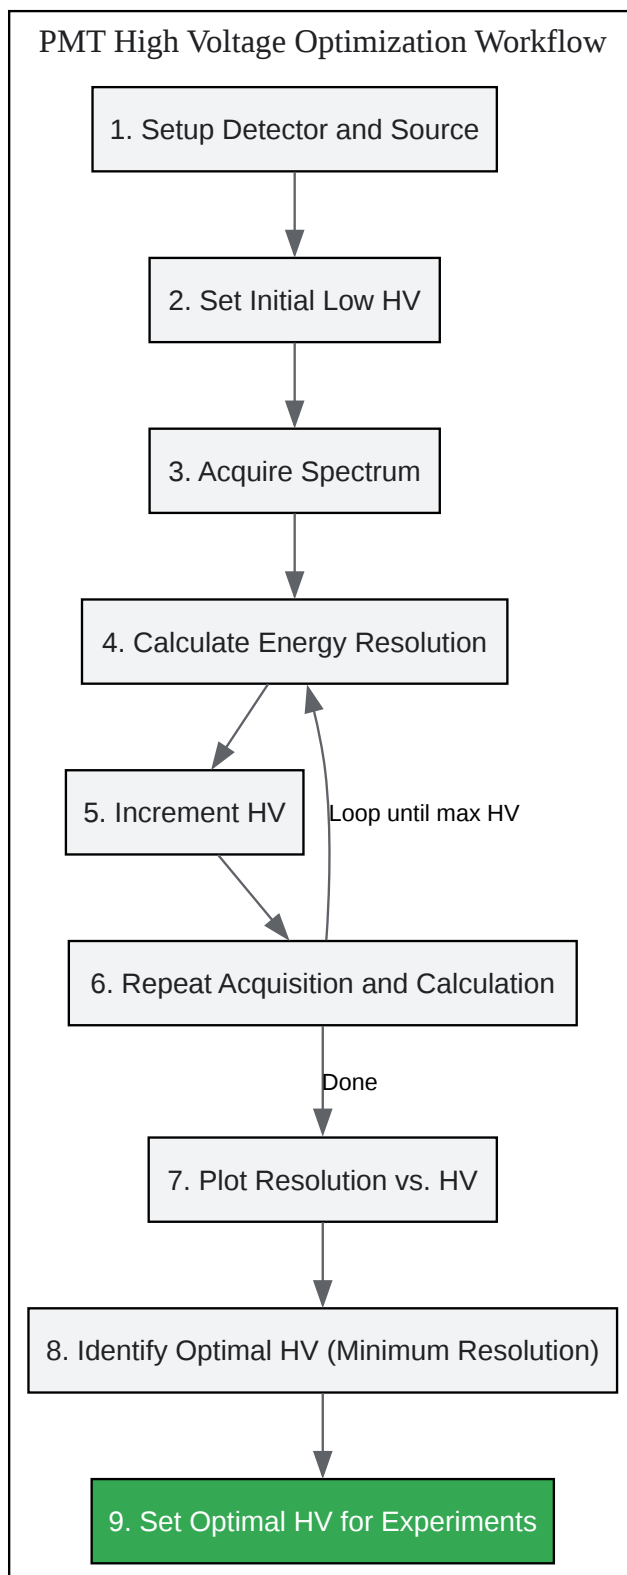 PMT High Voltage Optimization Workflow
1. Setup Detector and Source
2. Set Initial Low HV
3. Acquire Spectrum
4. Calculate Energy Resolution
5. Increment HV
Loop until max HV
6. Repeat Acquisition and Calculation
Done
7. Plot Resolution vs. HV
8. Identify Optimal HV (Minimum Resolution)
9. Set Optimal HV for Experiments